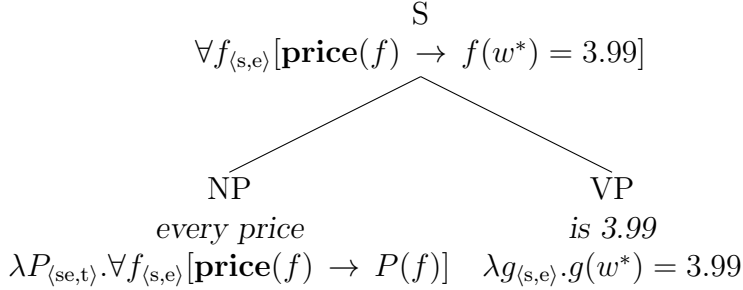 S
∀f⟨s,e⟩[price(f) → f(w*) = 3.99]
NP
VP
every price
is 3.99
λP⟨se,t⟩.∀f⟨s,e⟩[price(f) → P(f)]
λg⟨s,e⟩.g(w*) = 3.99